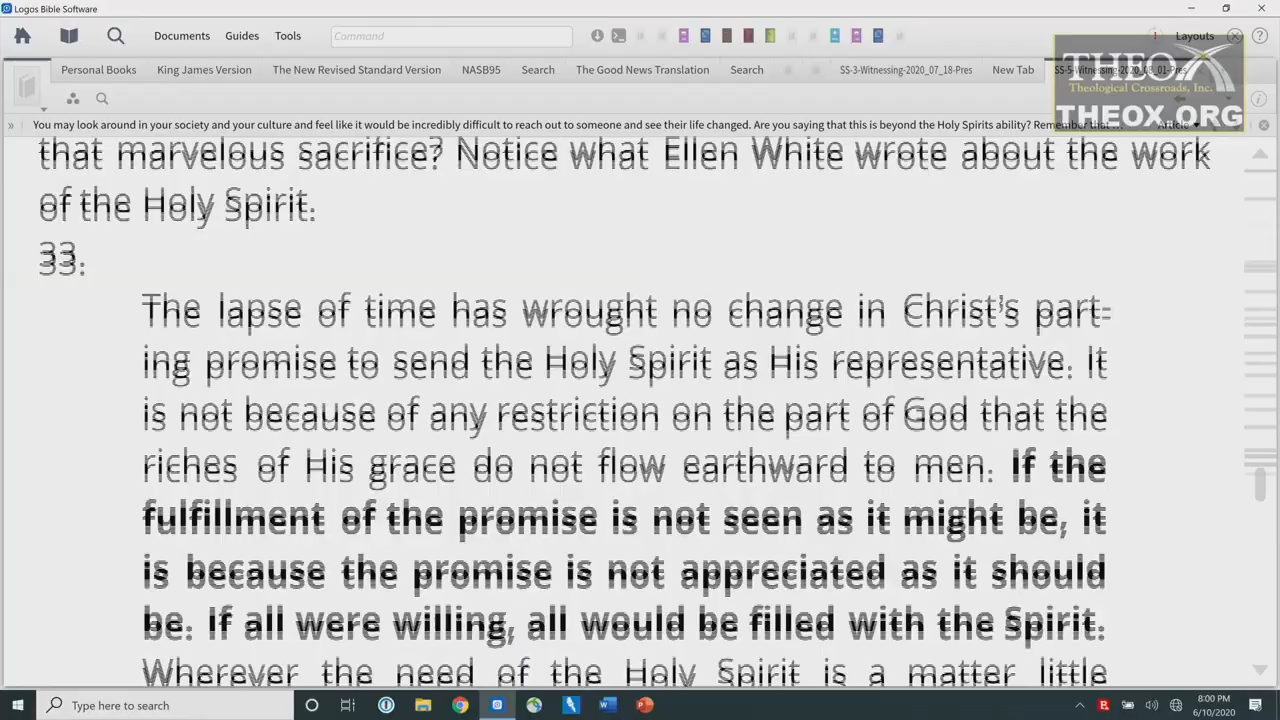 Logos Bible Software
Documents Guides Tools Command Layouts
Personal Books King James Version Search The Good News Translation Search SS-3-Witnessing-2020_07_18-Pres New Tab
THEOX
Theological Crossroads, Inc.
THEOX.ORG
You may look around in your society and your culture and feel like it would be incredibly difficult to reach out to someone and see their life changed. Are you saying that this is beyond the Holy Spirits ability? Remember that ... Article
that marvelous sacrifice? Notice what Ellen White wrote about the work
of the Holy Spirit.
33.
The lapse of time has wrought no change in Christ's part-
ing promise to send the Holy Spirit as His representative. It
is not because of any restriction on the part of God that the
riches of His grace do not flow earthward to men. If the
fulfillment of the promise is not seen as it might be, it
is because the promise is not appreciated as it should
be. If all were willing, all would be filled with the Spirit.
Wherever the need of the Holy Spirit is a matter little
Type here to search
8:00 PM
6/10/2020